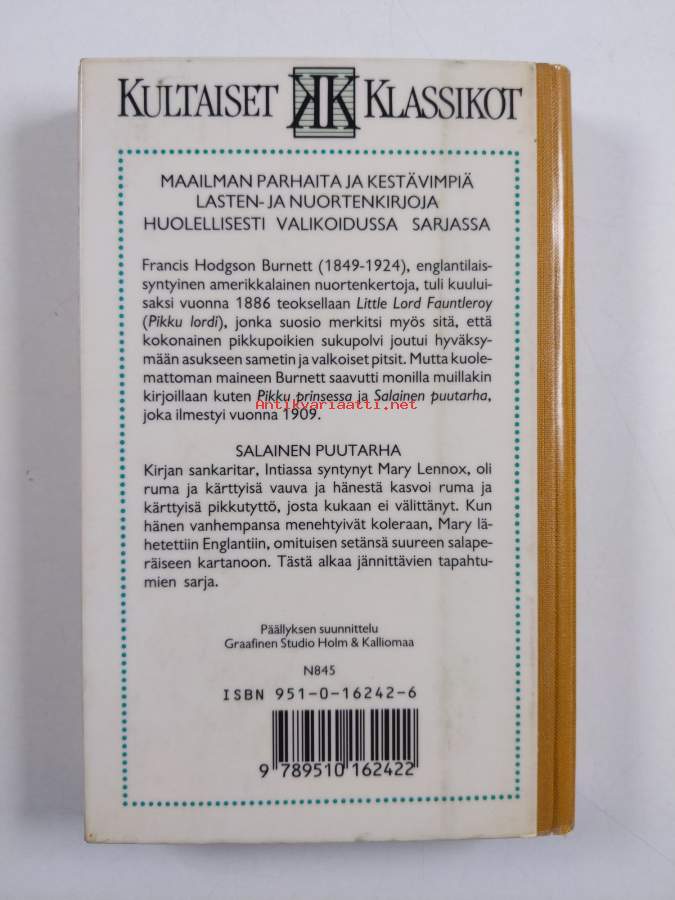 KULTAISET KK KLASSIKOT
MAAILMAN PARHAITA JA KESTÄVIMPIÄ
LASTEN- JA NUORTENKIRJOJA
HUOLELLISESTI VALIKOIDUSSA SARJASSA
Francis Hodgson Burnett (1849-1924), englantilais-
syntyinen amerikkalainen nuortenkertoja, tuli kuului-
saksi vuonna 1886 teoksellaan Little Lord Fauntleroy
(Pikku lordi), jonka suosio merkitsi myös sitä, että
kokonainen pikkupoikien sukupolvi joutui hyväksy-
mään asukseen sametin ja valkoiset pitsit. Mutta kuole-
mattoman maineen Burnett saavutti monilla muillakin
kirjoillaan kuten Pikku prinsessa ja Salainen puutarha,
Antikvariaatti.net
joka ilmestyi vuonna 1909.
SALAINEN PUUTARHA
Kirjan sankaritar, Intiassa syntynyt Mary Lennox, oli
ruma ja kärttyisä vauva ja hänestä kasvoi ruma ja
kärttyisä pikkutyttö, josta kukaan ei välittänyt. Kun
hänen vanhempansa menehtyivät koleraan, Mary lä-
hetettiin Englantiin, omituisen setänsä suureen salape-
räiseen kartanoon. Tästä alkaa jännittävien tapahtu-
mien sarja.
Päällyksen suunnittelu
Graafinen Studio Holm & Kalliomaa
N845
ISBN 951-0-16242-6
9 789510 162422